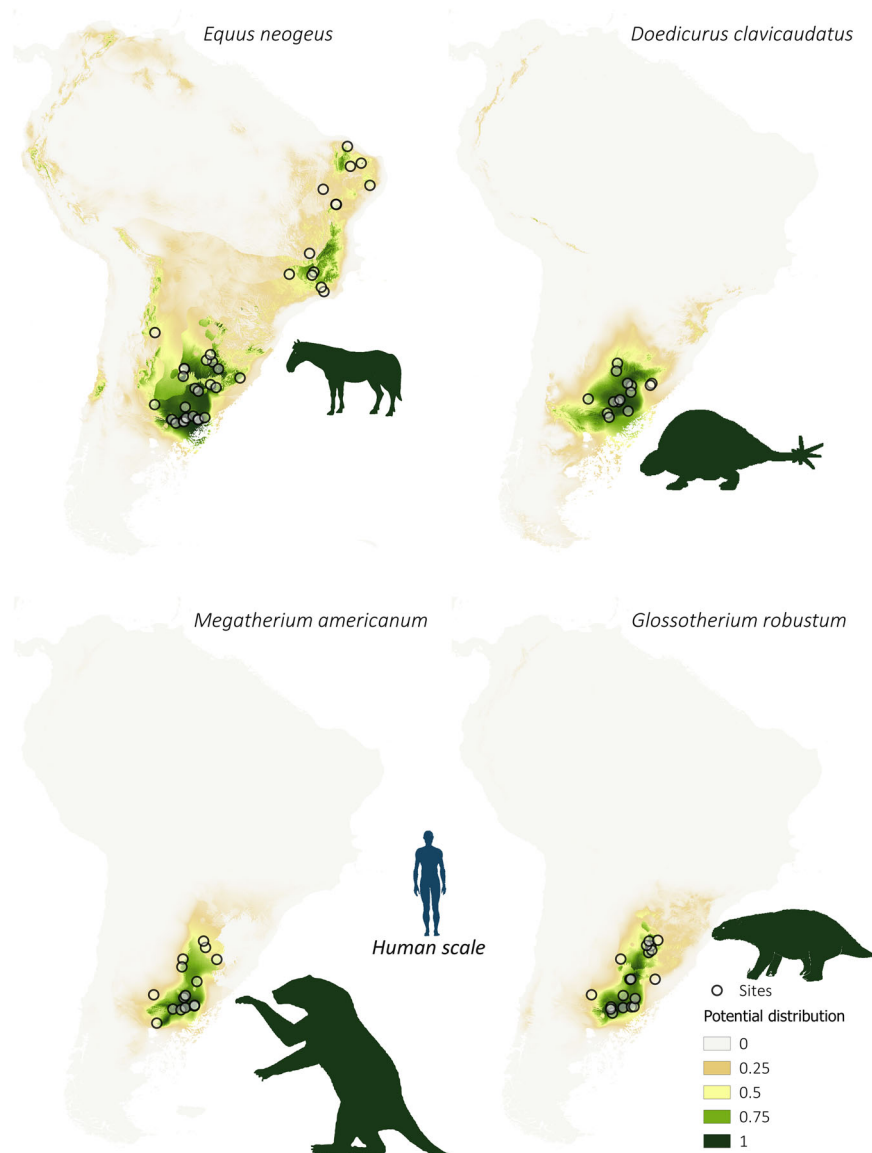 Equus neogeus
Doedicurus clavicaudatus
Megatherium americanum
Glossotherium robustum
Human scale
Sites
Potential distribution
0
0.25
0.5
0.75
1